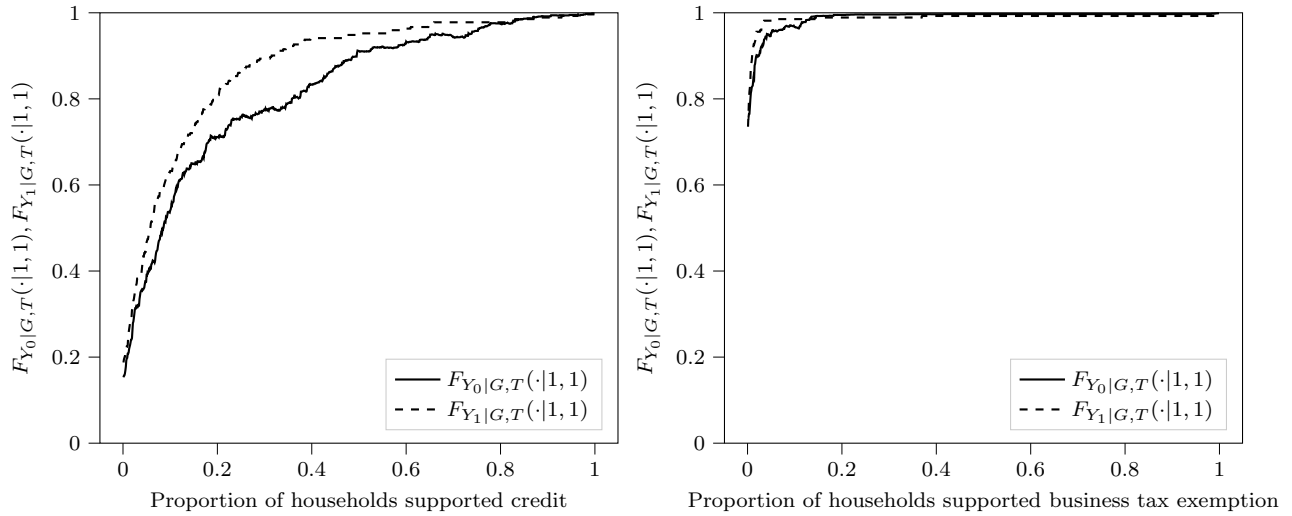 1
0.8
0.6
0.4
0.2
0
F_{Y_0|G,T}(·|1, 1), F_{Y_1|G,T}(·|1, 1)
F_{Y_0|G,T}(·|1, 1)
F_{Y_1|G,T}(·|1, 1)
0 0.2 0.4 0.6 0.8 1
Proportion of households supported credit
1
0.8
0.6
0.4
0.2
0
F_{Y_0|G,T}(·|1, 1), F_{Y_1|G,T}(·|1, 1)
F_{Y_0|G,T}(·|1, 1)
F_{Y_1|G,T}(·|1, 1)
0 0.2 0.4 0.6 0.8 1
Proportion of households supported business tax exemption